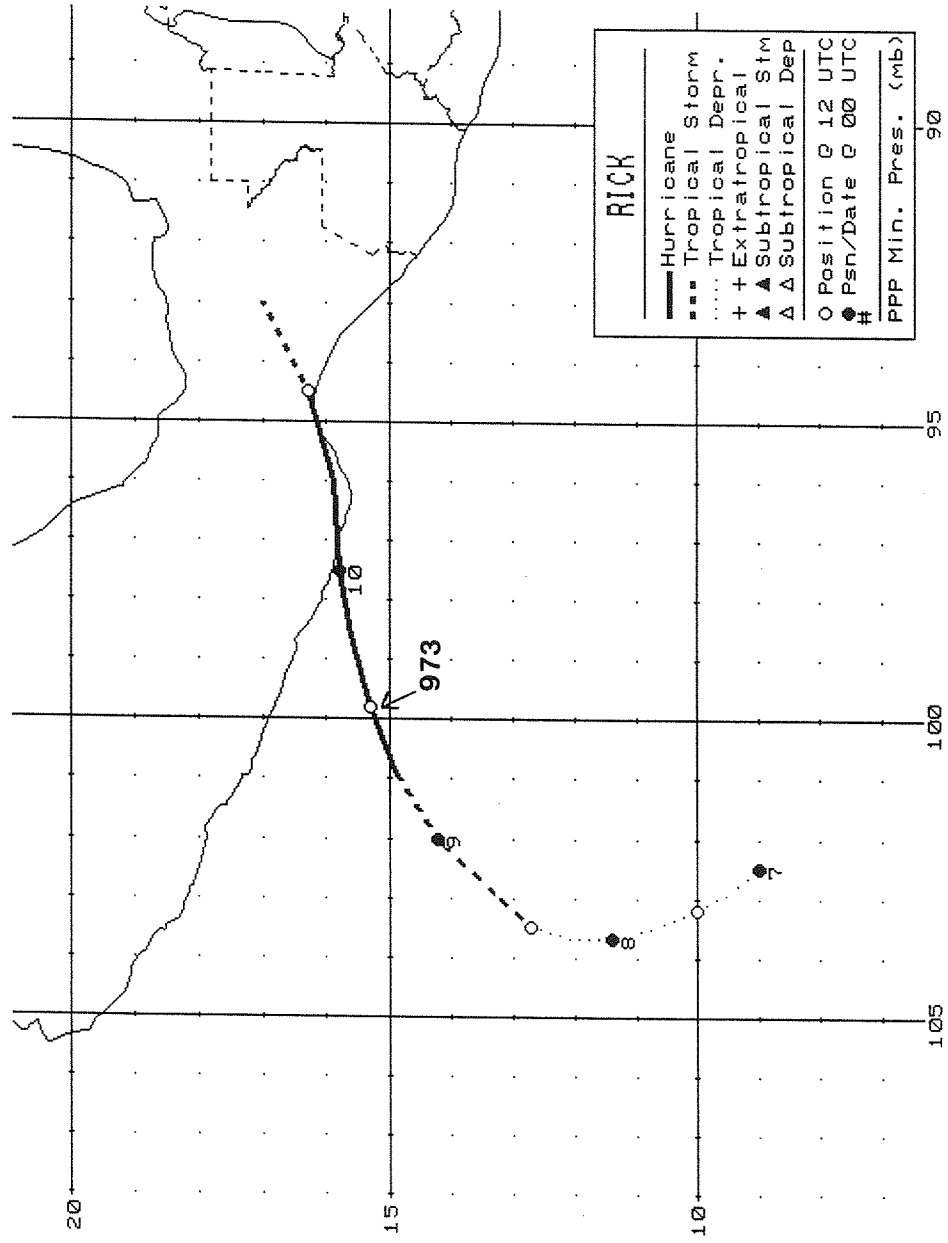 20
15
10
105
100
95
90
7
8
9
973
10
RICK
Hurricane
Tropical Storm
Tropical Depr.
+ + Extratropical
▲ ▲ Subtropical Stm
△ △ Subtropical Dep
○ Position @ 12 UTC
● Psn/Date @ 00 UTC
#
PPP Min. Pres. (mb)